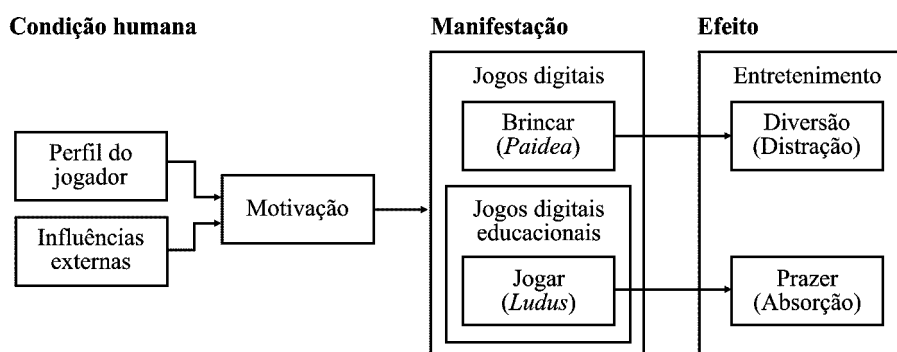 Condição humana
Manifestação
Efeito
Perfil do
jogador
Influências
externas
Motivação
Jogos digitais
Brincar
(Paidea)
Jogos digitais
educacionais
Jogar
(Ludus)
Entretenimento
Diversão
(Distração)
Prazer
(Absorção)